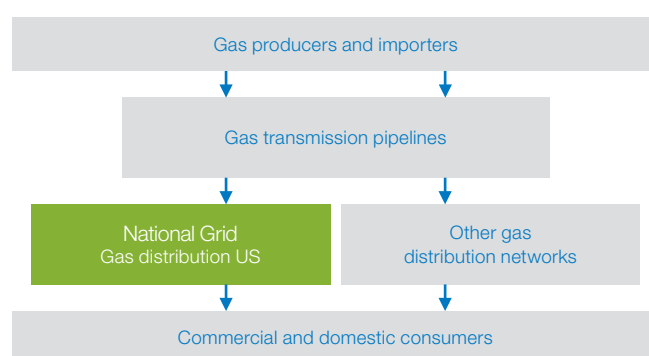 Gas producers and importers
Gas transmission pipelines
National Grid
Gas distribution US
Other gas
distribution networks
Commercial and domestic consumers